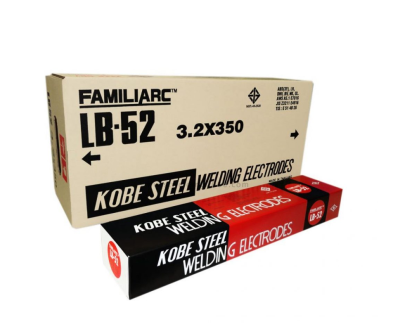 FAMILIARC™
LB-52
3.2X350
KOBE STEEL WELDING ELECTRODES
KOBE STEEL
WELDING ELECTRODES
LB-52